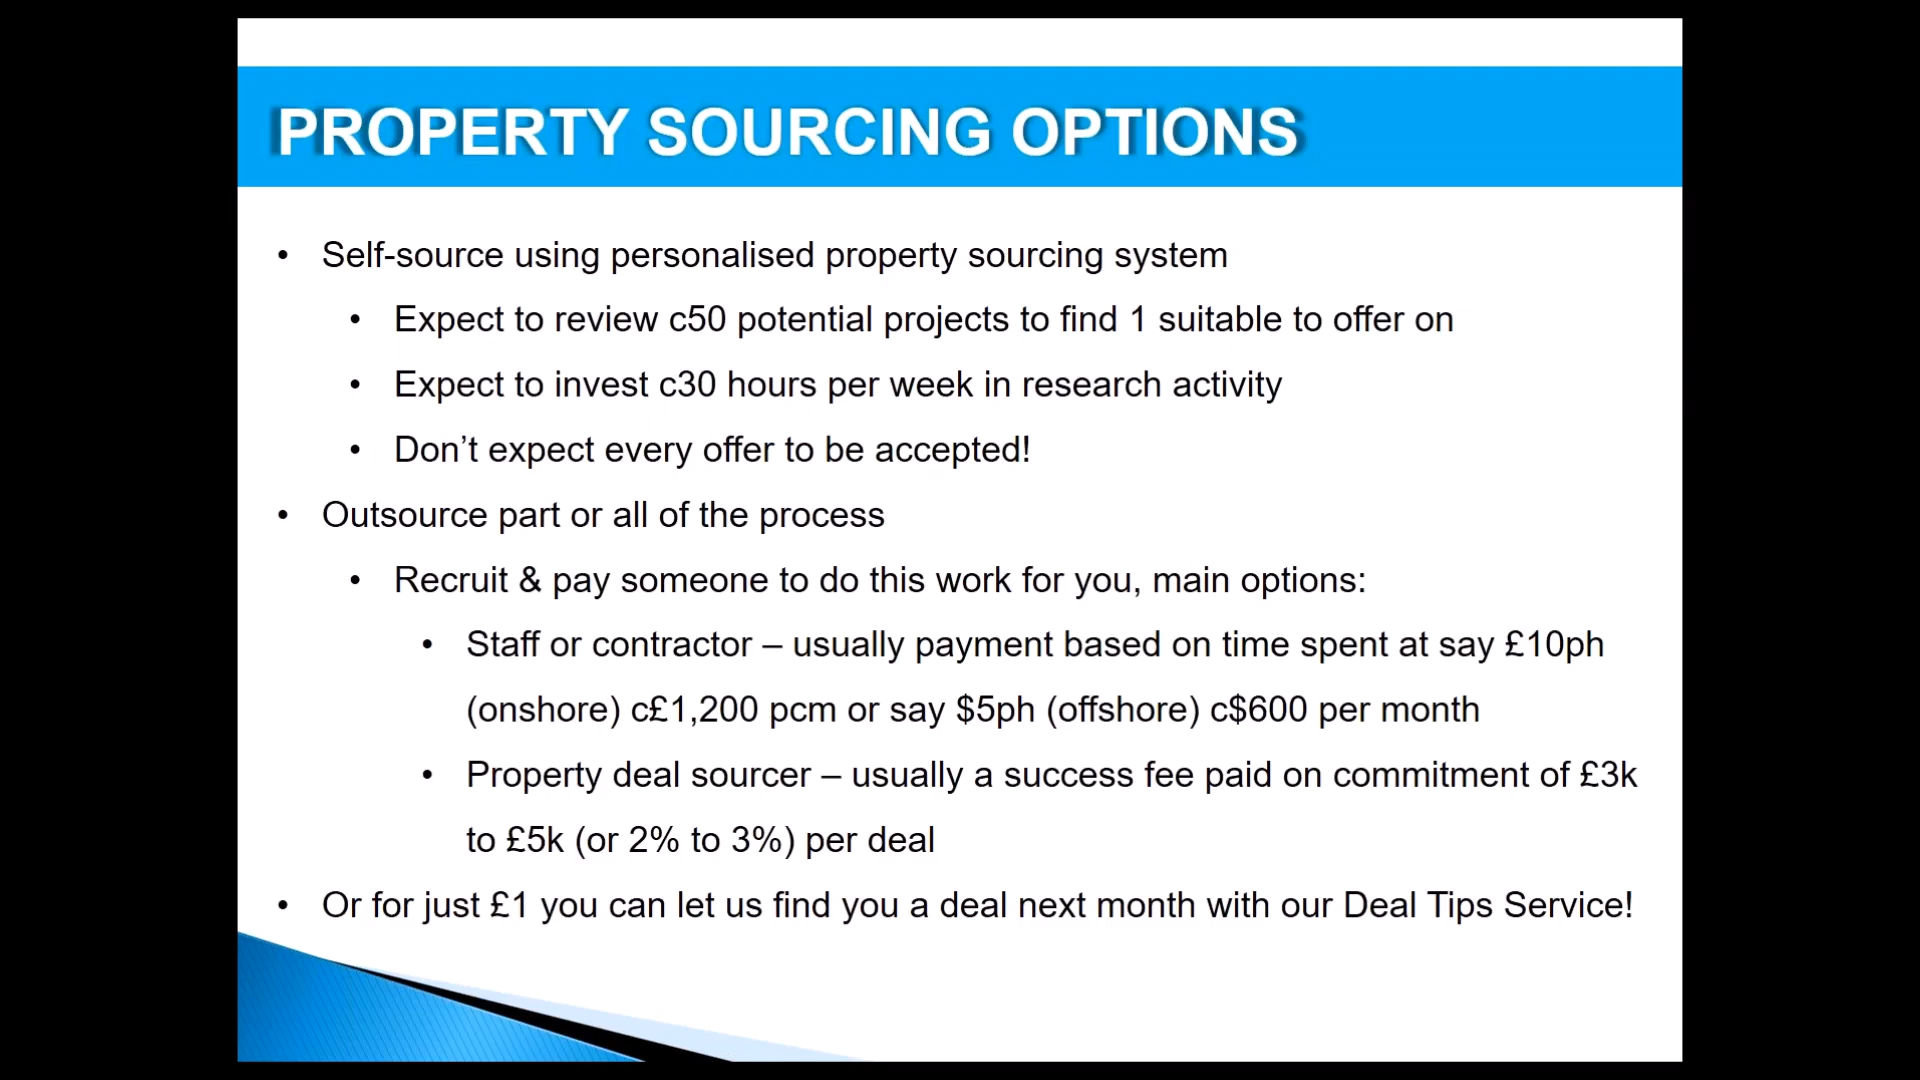 PROPERTY SOURCING OPTIONS
• Self-source using personalised property sourcing system
• Expect to review c50 potential projects to find 1 suitable to offer on
• Expect to invest c30 hours per week in research activity
• Don’t expect every offer to be accepted!
• Outsource part or all of the process
• Recruit & pay someone to do this work for you, main options:
• Staff or contractor – usually payment based on time spent at say £10ph
(onshore) c£1,200 pcm or say $5ph (offshore) c$600 per month
• Property deal sourcer – usually a success fee paid on commitment of £3k
to £5k (or 2% to 3%) per deal
• Or for just £1 you can let us find you a deal next month with our Deal Tips Service!